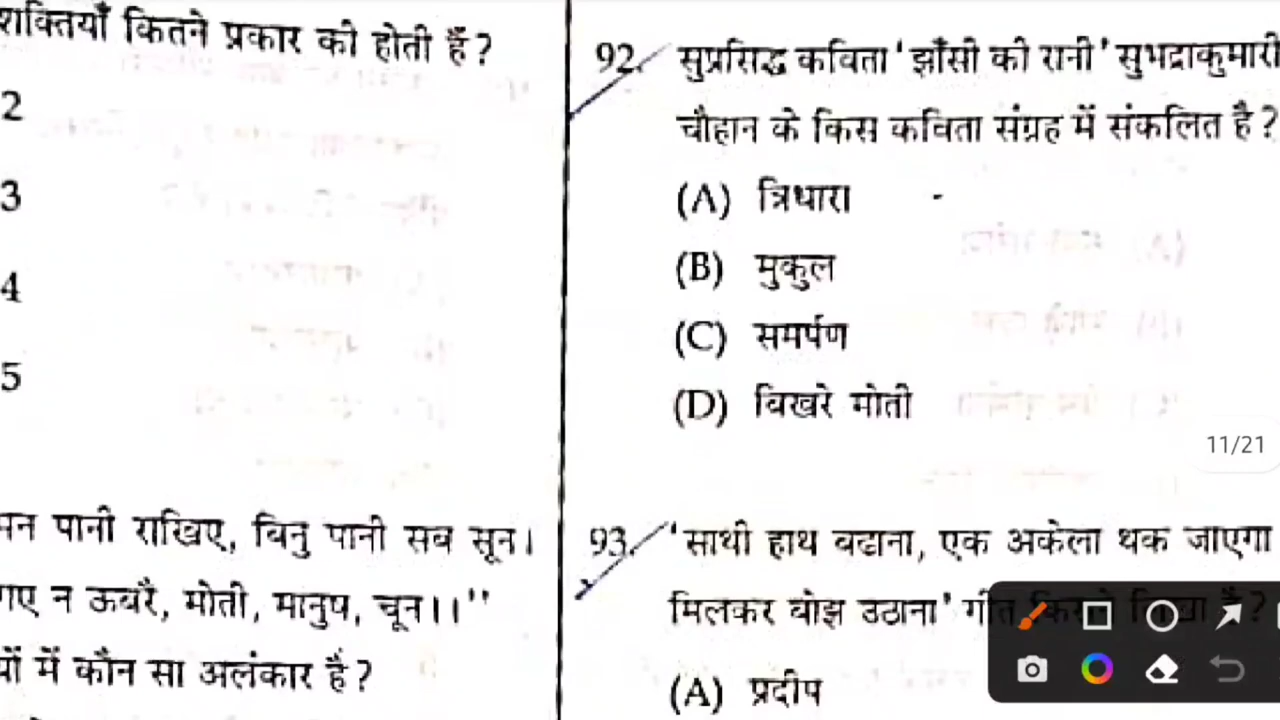 शक्तियाँ कितने प्रकार की होती हैं?
2
3
4
5
पानी राखिए, बिनु पानी सब सून।
गए न ऊबरै, मोती, मानुष, चून।।"
में कौन सा अलंकार है?
92. सुप्रसिद्ध कविता 'झाँसी की रानी' सुभद्राकुमारी
चौहान के किस कविता संग्रह में संकलित है?
(A) त्रिधारा
(B) मुकुल
(C) समर्पण
(D) बिखरे मोती
11/21
93. 'साथी हाथ बढाना, एक अकेला थक जाएगा
मिलकर बोझ उठाना' गीत किसने लिखा है?
(A) प्रदीप